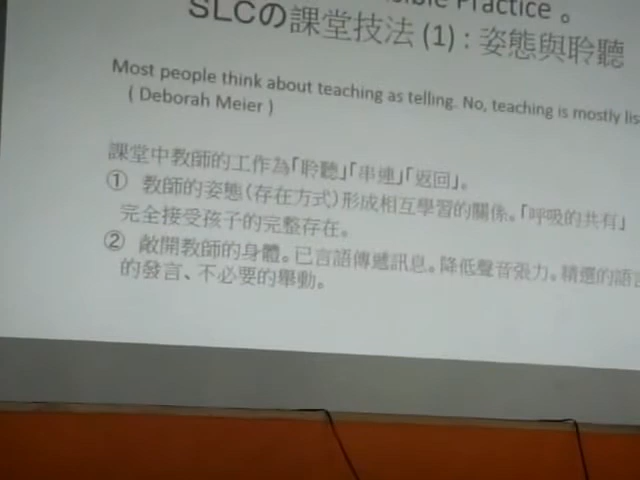 Practice 。
SLCの課堂技法 (1) : 姿態與聆聽
Most people think about teaching as telling. No, teaching is mostly lis
( Deborah Meier )
課堂中教師的工作為「聆聽」「串連」「返回」。
① 教師的姿態(存在方式)形成相互學習的關係。「呼吸的共有」
完全接受孩子的完整存在。
② 敞開教師的身體。已言語傳遞訊息。降低聲音張力。精選的語言
的發言、不必要的舉動。